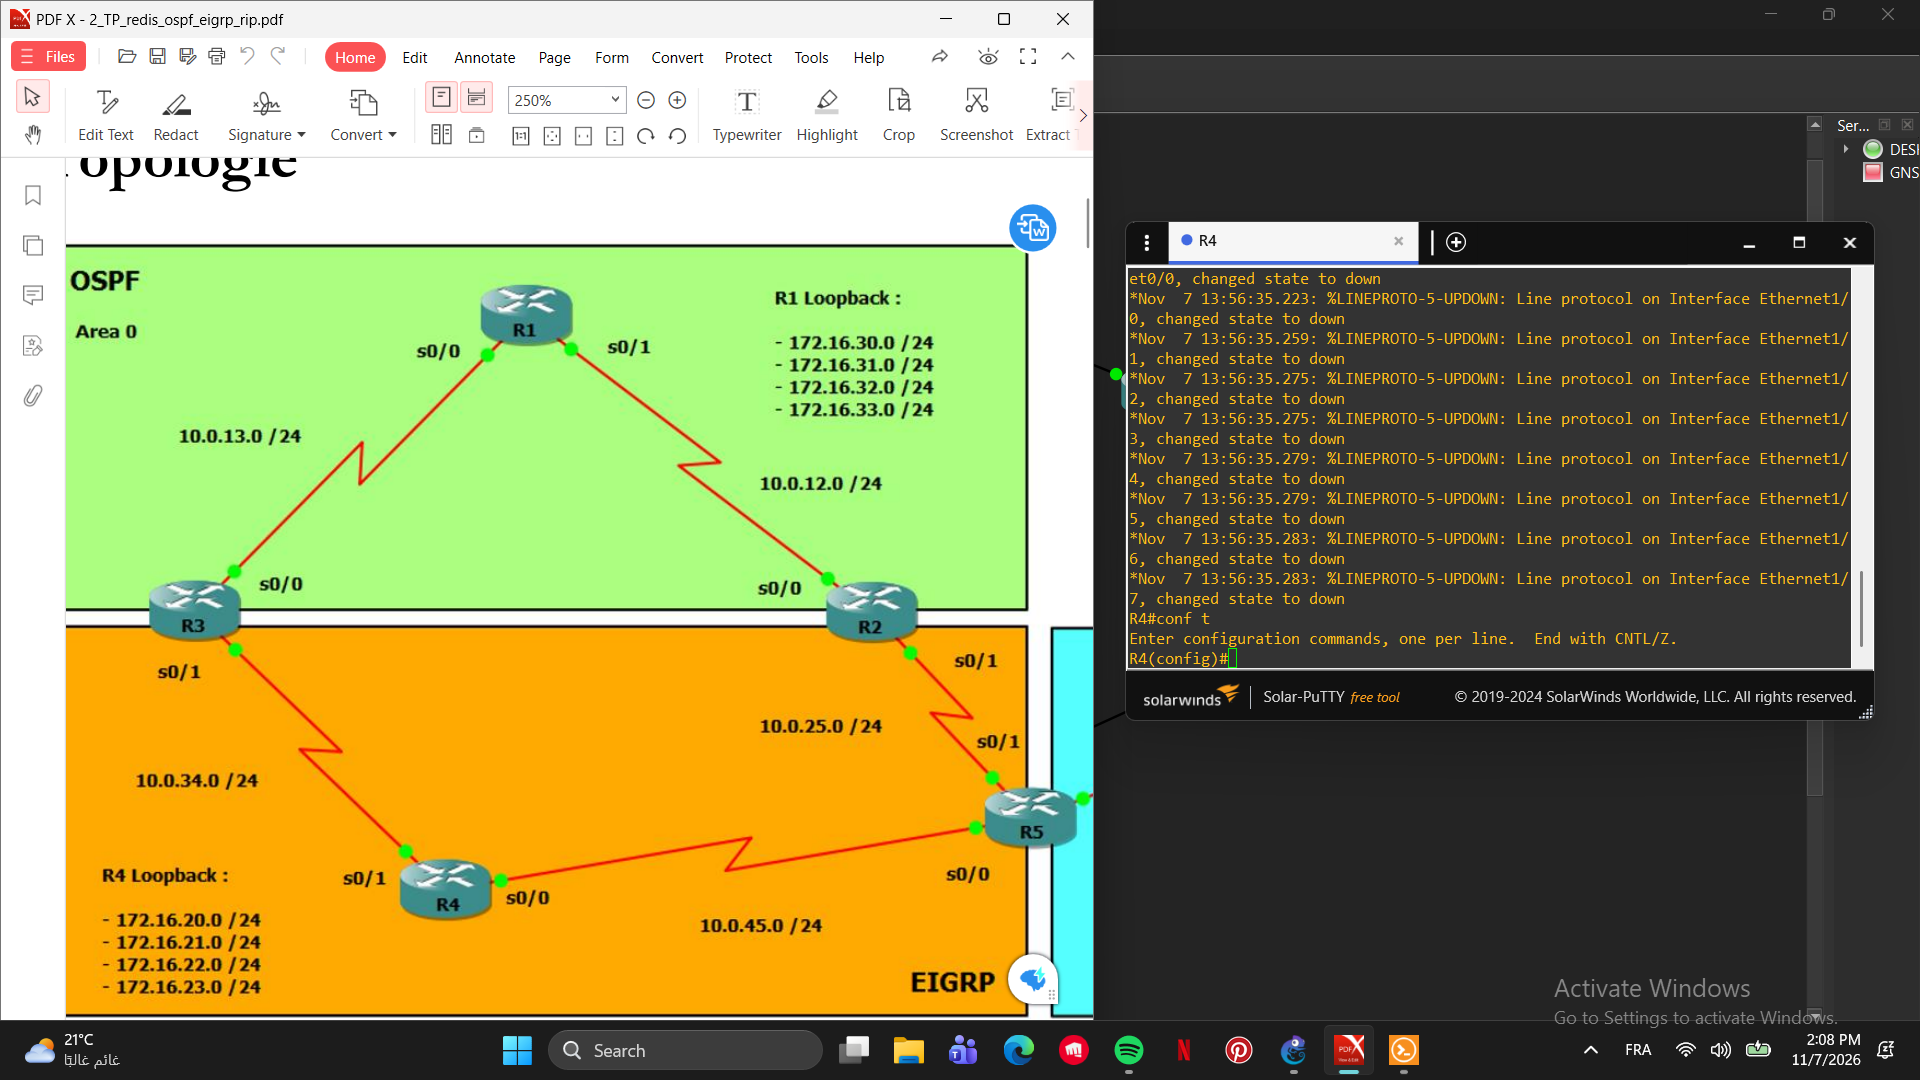 PDF X - 2_TP_redis_ospf_eigrp_rip.pdf
Files
Home
Edit
Annotate
Page
Form
Convert
Protect
Tools
Help
250%
Edit Text
Redact
Signature
Convert
Typewriter
Highlight
Crop
Screenshot
Extract
opologie
OSPF
Area 0
R1
s0/0
s0/1
R1 Loopback :
- 172.16.30.0 /24
- 172.16.31.0 /24
- 172.16.32.0 /24
- 172.16.33.0 /24
10.0.13.0 /24
10.0.12.0 /24
s0/0
s0/0
R3
R2
s0/1
s0/1
10.0.25.0 /24
s0/1
10.0.34.0 /24
R5
R4 Loopback :
- 172.16.20.0 /24
- 172.16.21.0 /24
- 172.16.22.0 /24
- 172.16.23.0 /24
s0/1
R4
s0/0
s0/0
10.0.45.0 /24
EIGRP
Ser...
DESH
GNS
R4
et0/0, changed state to down
*Nov  7 13:56:35.223: %LINEPROTO-5-UPDOWN: Line protocol on Interface Ethernet1/
0, changed state to down
*Nov  7 13:56:35.259: %LINEPROTO-5-UPDOWN: Line protocol on Interface Ethernet1/
1, changed state to down
*Nov  7 13:56:35.275: %LINEPROTO-5-UPDOWN: Line protocol on Interface Ethernet1/
2, changed state to down
*Nov  7 13:56:35.275: %LINEPROTO-5-UPDOWN: Line protocol on Interface Ethernet1/
3, changed state to down
*Nov  7 13:56:35.279: %LINEPROTO-5-UPDOWN: Line protocol on Interface Ethernet1/
4, changed state to down
*Nov  7 13:56:35.279: %LINEPROTO-5-UPDOWN: Line protocol on Interface Ethernet1/
5, changed state to down
*Nov  7 13:56:35.283: %LINEPROTO-5-UPDOWN: Line protocol on Interface Ethernet1/
6, changed state to down
*Nov  7 13:56:35.283: %LINEPROTO-5-UPDOWN: Line protocol on Interface Ethernet1/
7, changed state to down
R4#conf t
Enter configuration commands, one per line.  End with CNTL/Z.
R4(config)#
solarwinds
Solar-PuTTY free tool
© 2019-2024 SolarWinds Worldwide, LLC. All rights reserved.
Activate Windows
Go to Settings to activate Windows.
21°C
غائم غالبًا
Search
FRA
2:08 PM
11/7/2026